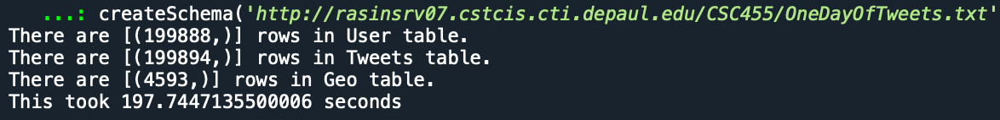 ...: createSchema('http://rasinsrv07.cstcis.cti.depaul.edu/CSC455/OneDayOfTweets.txt'
There are [(199888,)] rows in User table.
There are [(199894,)] rows in Tweets table.
There are [(4593,)] rows in Geo table.
This took 197.7447135500006 seconds